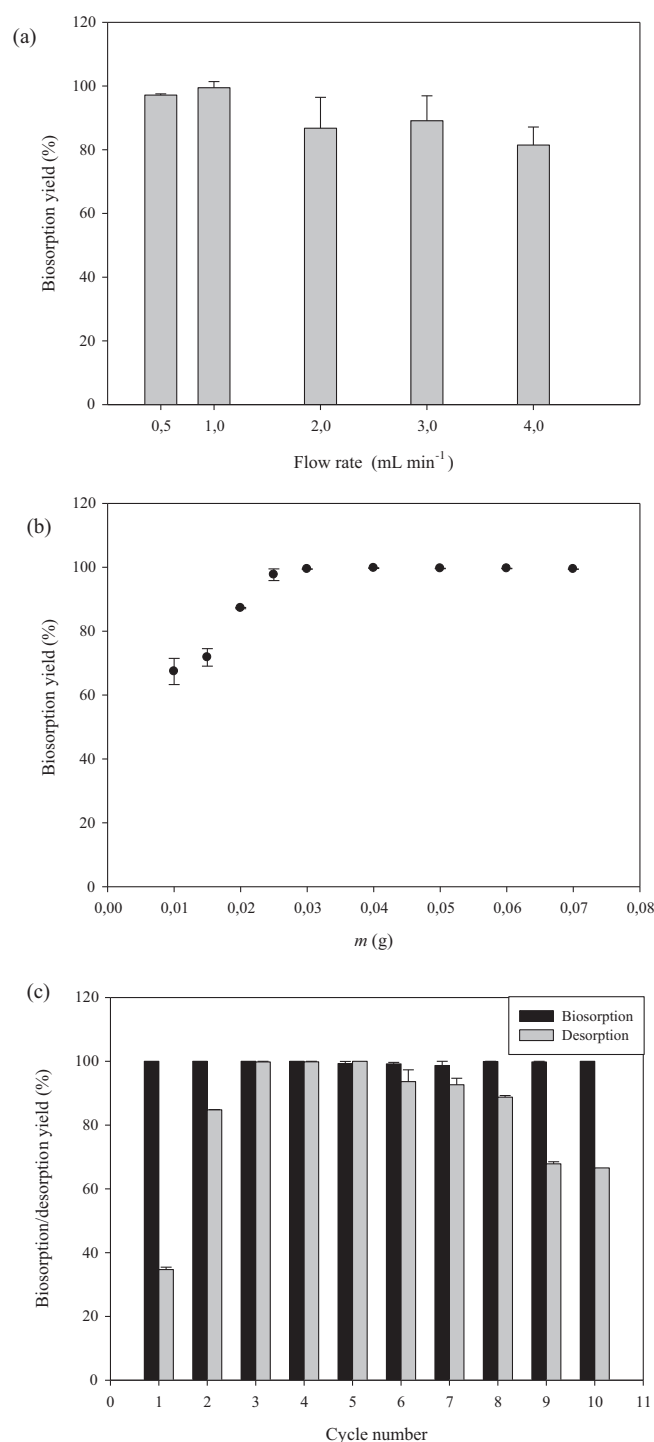 (a)
120
100
80
60
40
20
0
Biosorption yield (%)
0,5 1,0 2,0 3,0 4,0
Flow rate (mL min-1)
(b)
120
100
80
60
40
20
0
Biosorption yield (%)
0,00 0,01 0,02 0,03 0,04 0,05 0,06 0,07 0,08
m (g)
(c)
120
100
80
60
40
20
0
Biosorption/desorption yield (%)
Biosorption
Desorption
0 1 2 3 4 5 6 7 8 9 10 11
Cycle number